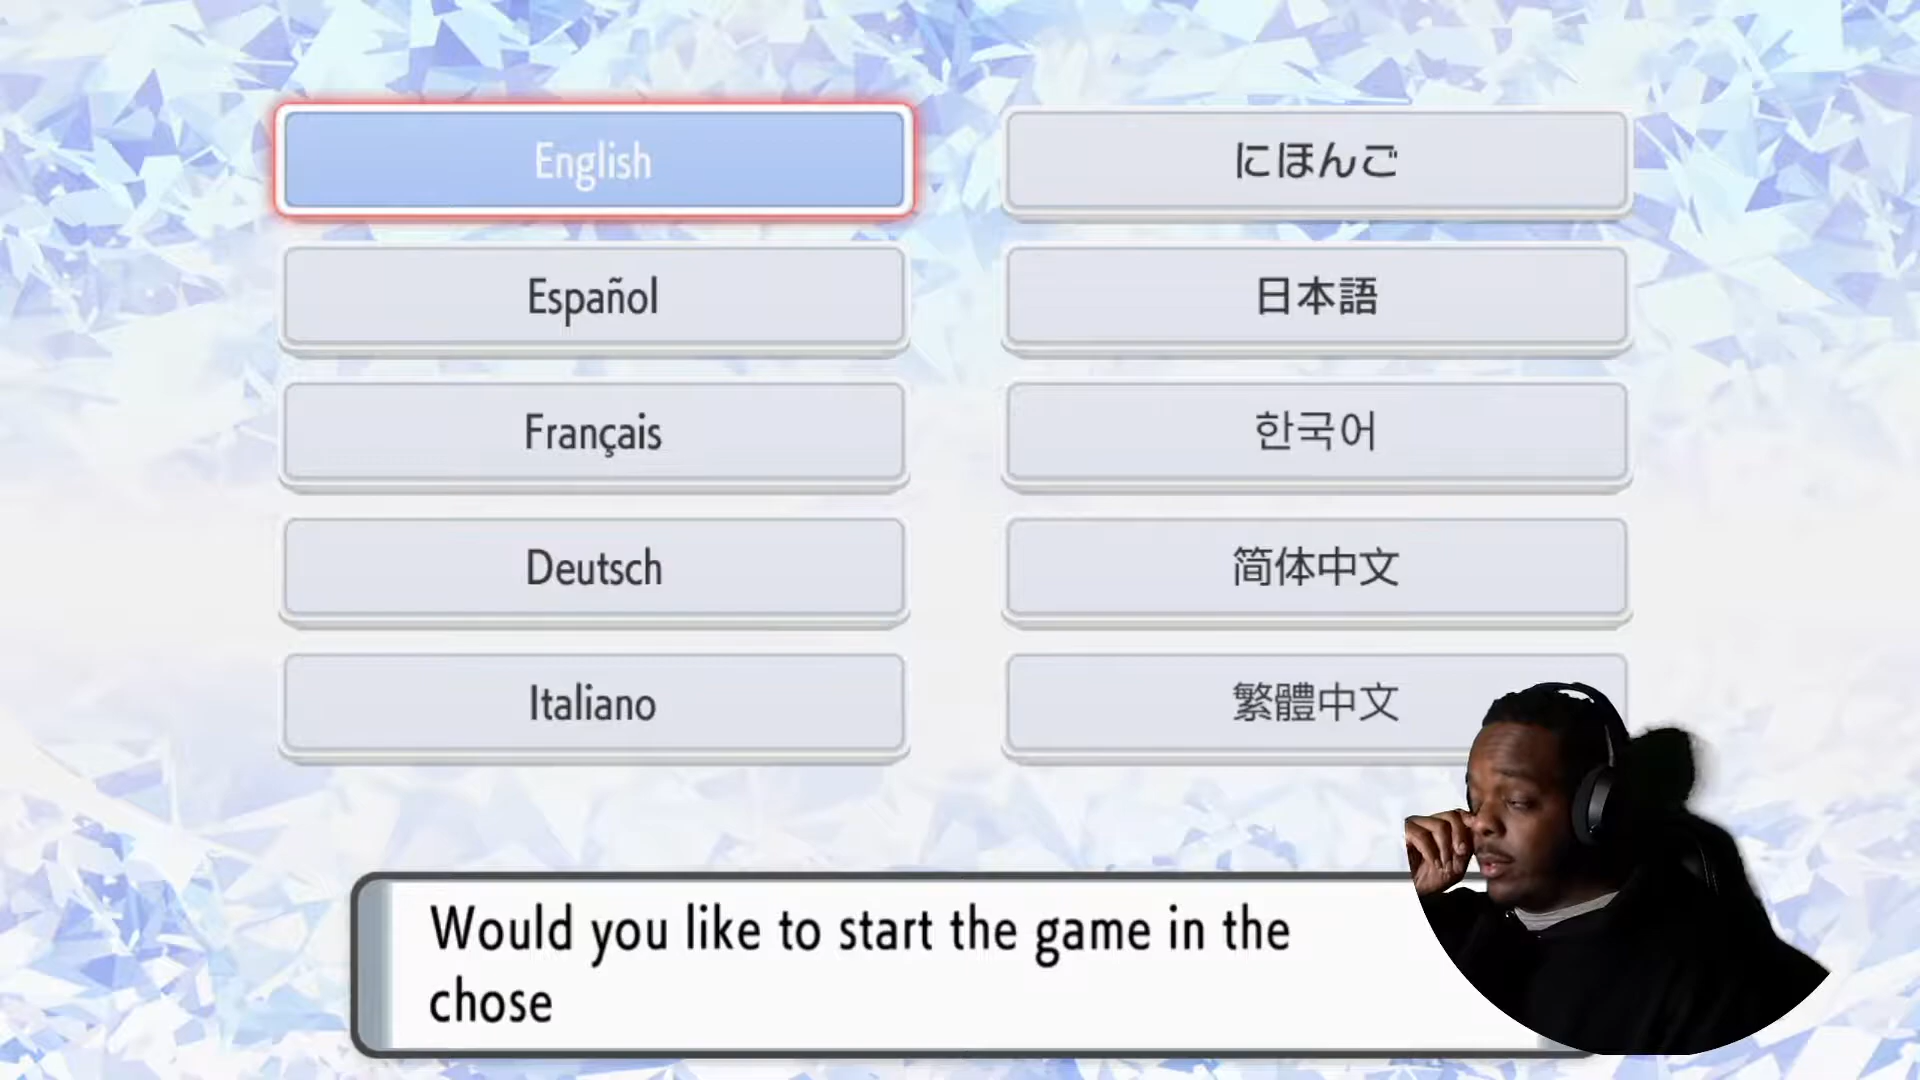 English
Español
Français
Deutsch
Italiano
にほんご
日本語
한국어
简体中文
繁體中文
Would you like to start the game in the
chose